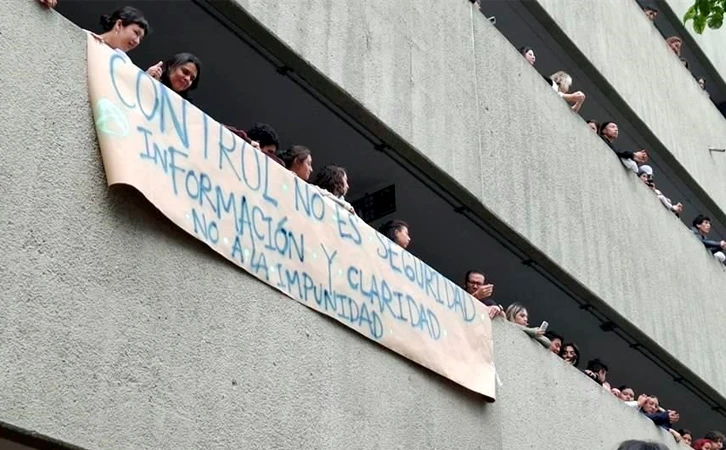 CONTROL NO ES SEGURIDAD
INFORMACIÓN Y CLARIDAD
NO A LA IMPUNIDAD